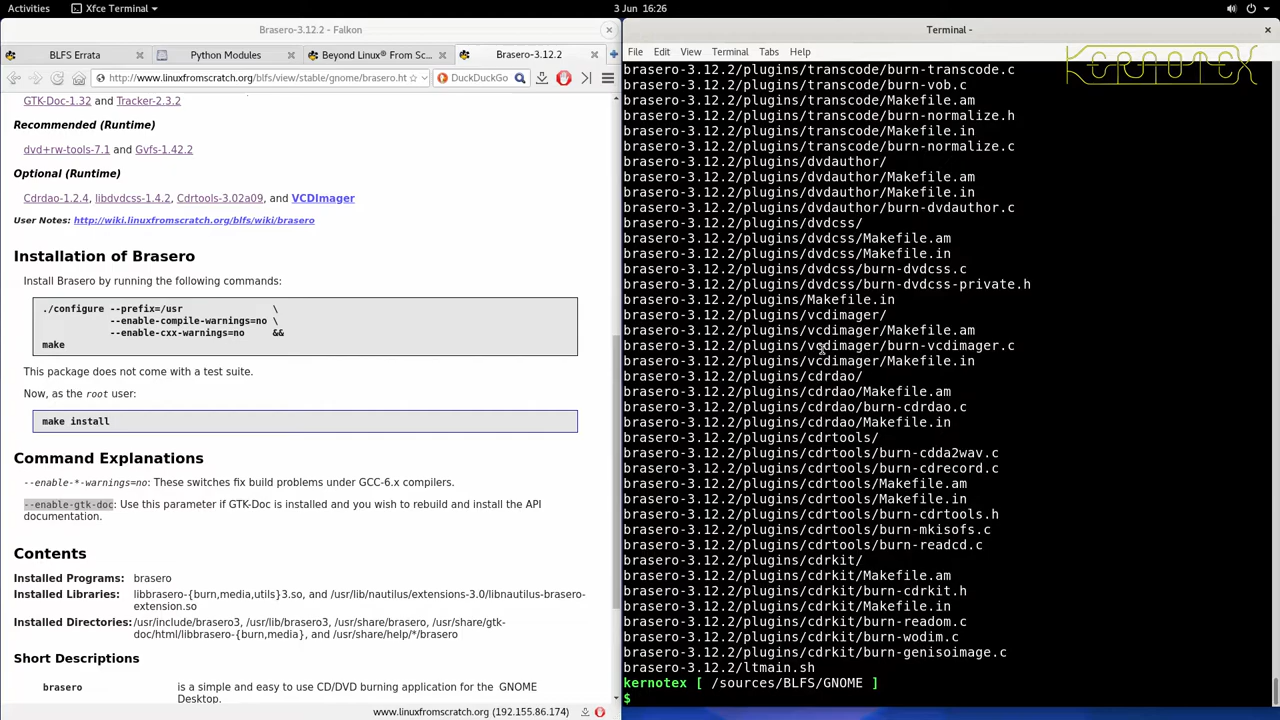 Activities Xfce Terminal 3 Jun 16:26
Brasero-3.12.2 - Falkon
BLFS Errata
Python Modules
Beyond Linux® From Sc...
Brasero-3.12.2
http://www.linuxfromscratch.org/blfs/view/stable/gnome/brasero.ht
DuckDuckGo
GTK-Doc-1.32 and Tracker-2.3.2
Recommended (Runtime)
dvd+rw-tools-7.1 and Gvfs-1.42.2
Optional (Runtime)
Cdrdao-1.2.4, libdvdcss-1.4.2, Cdrtools-3.02a09, and VCDImager
User Notes: http://wiki.linuxfromscratch.org/blfs/wiki/brasero
Installation of Brasero
Install Brasero by running the following commands:
./configure --prefix=/usr \
--enable-compile-warnings=no \
--enable-cxx-warnings=no &&
make
This package does not come with a test suite.
Now, as the root user:
make install
Command Explanations
--enable-*-warnings=no: These switches fix build problems under GCC-6.x compilers.
--enable-gtk-doc: Use this parameter if GTK-Doc is installed and you wish to rebuild and install the API
documentation.
Contents
Installed Programs: brasero
Installed Libraries: libbrasero-{burn,media,utils}3.so, and /usr/lib/nautilus/extensions-3.0/libnautilus-brasero-
extension.so
Installed Directories: /usr/include/brasero3, /usr/lib/brasero3, /usr/share/brasero, /usr/share/gtk-
doc/html/libbrasero-{burn,media}, and /usr/share/help/*/brasero
Short Descriptions
brasero is a simple and easy to use CD/DVD burning application for the GNOME
Desktop.
www.linuxfromscratch.org (192.155.86.174)
Terminal -
File Edit View Terminal Tabs Help
KERNOTEX
brasero-3.12.2/plugins/transcode/burn-transcode.c
brasero-3.12.2/plugins/transcode/burn-vob.c
brasero-3.12.2/plugins/transcode/Makefile.am
brasero-3.12.2/plugins/transcode/burn-normalize.h
brasero-3.12.2/plugins/transcode/Makefile.in
brasero-3.12.2/plugins/transcode/burn-normalize.c
brasero-3.12.2/plugins/dvdauthor/
brasero-3.12.2/plugins/dvdauthor/Makefile.am
brasero-3.12.2/plugins/dvdauthor/Makefile.in
brasero-3.12.2/plugins/dvdauthor/burn-dvdauthor.c
brasero-3.12.2/plugins/dvdcss/
brasero-3.12.2/plugins/dvdcss/Makefile.am
brasero-3.12.2/plugins/dvdcss/Makefile.in
brasero-3.12.2/plugins/dvdcss/burn-dvdcss.c
brasero-3.12.2/plugins/dvdcss/burn-dvdcss-private.h
brasero-3.12.2/plugins/Makefile.in
brasero-3.12.2/plugins/vcdimager/
brasero-3.12.2/plugins/vcdimager/Makefile.am
brasero-3.12.2/plugins/vcdimager/burn-vcdimager.c
brasero-3.12.2/plugins/vcdimager/Makefile.in
brasero-3.12.2/plugins/cdrdao/
brasero-3.12.2/plugins/cdrdao/Makefile.am
brasero-3.12.2/plugins/cdrdao/burn-cdrdao.c
brasero-3.12.2/plugins/cdrdao/Makefile.in
brasero-3.12.2/plugins/cdrtools/
brasero-3.12.2/plugins/cdrtools/burn-cdda2wav.c
brasero-3.12.2/plugins/cdrtools/burn-cdrecord.c
brasero-3.12.2/plugins/cdrtools/Makefile.am
brasero-3.12.2/plugins/cdrtools/Makefile.in
brasero-3.12.2/plugins/cdrtools/burn-cdrtools.h
brasero-3.12.2/plugins/cdrtools/burn-mkisofs.c
brasero-3.12.2/plugins/cdrtools/burn-readcd.c
brasero-3.12.2/plugins/cdrkit/
brasero-3.12.2/plugins/cdrkit/Makefile.am
brasero-3.12.2/plugins/cdrkit/burn-cdrkit.h
brasero-3.12.2/plugins/cdrkit/Makefile.in
brasero-3.12.2/plugins/cdrkit/burn-readom.c
brasero-3.12.2/plugins/cdrkit/burn-wodim.c
brasero-3.12.2/plugins/cdrkit/burn-genisoimage.c
brasero-3.12.2/ltmain.sh
kernotex [ /sources/BLFS/GNOME ]
$